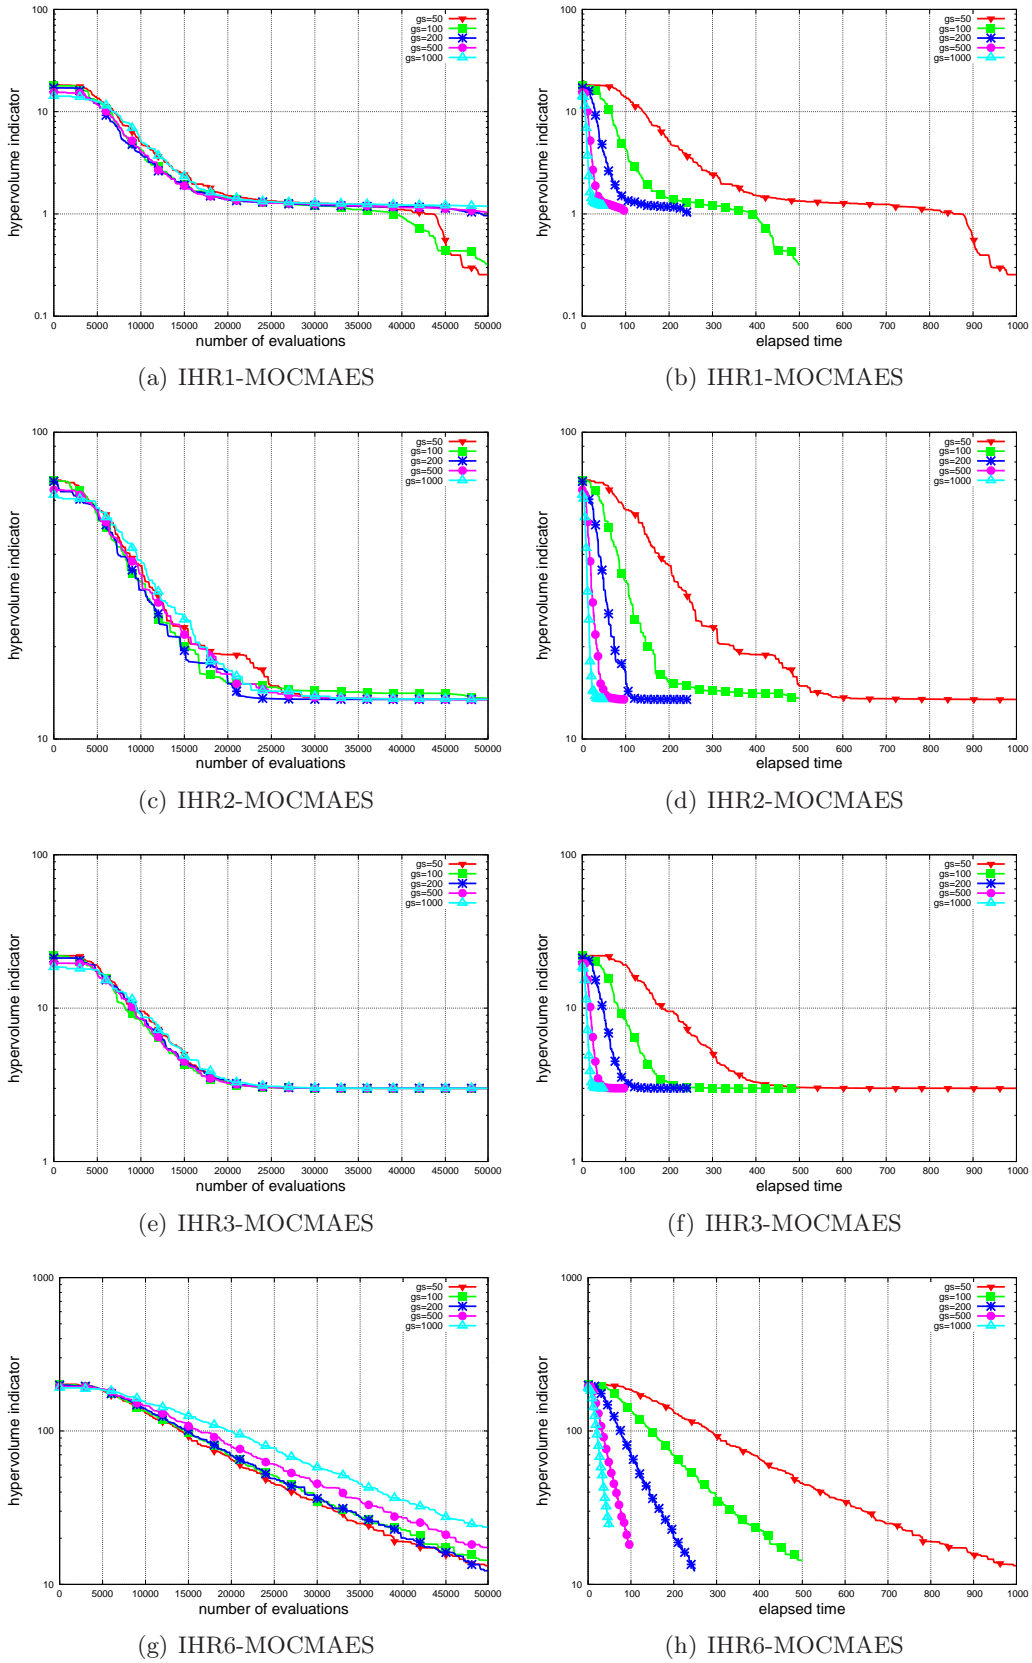 gs=50
gs=100
gs=200
gs=500
gs=1000
hypervolume indicator
100
10
1
0.1
0 5000 10000 15000 20000 25000 30000 35000 40000 45000 50000
number of evaluations
(a) IHR1-MOCMAES
gs=50
gs=100
gs=200
gs=500
gs=1000
hypervolume indicator
100
10
1
0.1
0 100 200 300 400 500 600 700 800 900 1000
elapsed time
(b) IHR1-MOCMAES
gs=50
gs=100
gs=200
gs=500
gs=1000
hypervolume indicator
100
10
0 5000 10000 15000 20000 25000 30000 35000 40000 45000 50000
number of evaluations
(c) IHR2-MOCMAES
gs=50
gs=100
gs=200
gs=500
gs=1000
hypervolume indicator
100
10
0 100 200 300 400 500 600 700 800 900 1000
elapsed time
(d) IHR2-MOCMAES
gs=50
gs=100
gs=200
gs=500
gs=1000
hypervolume indicator
100
10
1
0 5000 10000 15000 20000 25000 30000 35000 40000 45000 50000
number of evaluations
(e) IHR3-MOCMAES
gs=50
gs=100
gs=200
gs=500
gs=1000
hypervolume indicator
100
10
1
0 100 200 300 400 500 600 700 800 900 1000
elapsed time
(f) IHR3-MOCMAES
gs=50
gs=100
gs=200
gs=500
gs=1000
hypervolume indicator
1000
100
10
0 5000 10000 15000 20000 25000 30000 35000 40000 45000 50000
number of evaluations
(g) IHR6-MOCMAES
gs=50
gs=100
gs=200
gs=500
gs=1000
hypervolume indicator
1000
100
10
0 100 200 300 400 500 600 700 800 900 1000
elapsed time
(h) IHR6-MOCMAES